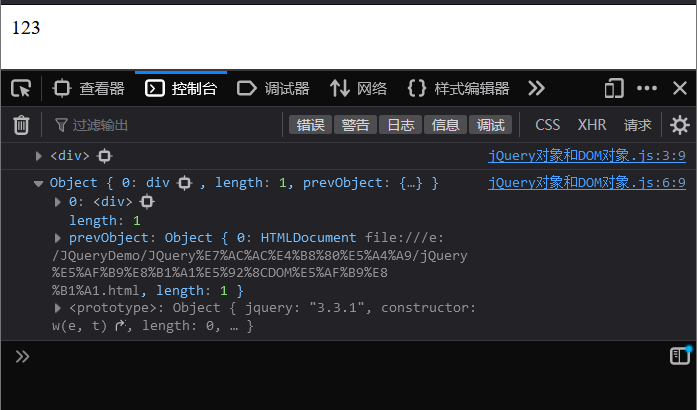 123
查看器 控制台 调试器 网络 样式编辑器
过滤输出 错误 警告 日志 信息 调试 CSS XHR 请求
<div> jQuery对象和DOM对象.js:3:9
Object { 0: div , length: 1, prevObject: {…} } jQuery对象和DOM对象.js:6:9
0: <div>
length: 1
prevObject: Object { 0: HTMLDocument file:///e:
/JQueryDemo/JQuery%E7%AC%AC%E4%B8%80%E5%A4%A9/jQuery
%E5%AF%B9%E8%B1%A1%E5%92%8CDOM%E5%AF%B9%E8
%B1%A1.html, length: 1 }
<prototype>: Object { jquery: "3.3.1", constructor:
w(e, t) , length: 0, … }